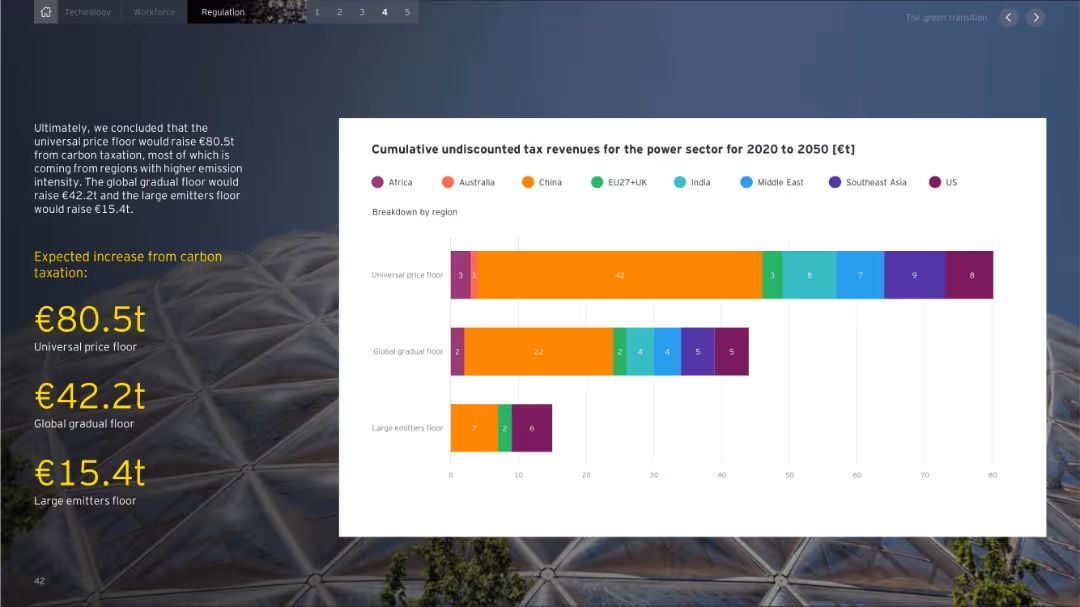 Technology Workforce Regulation 1 2 3 4 5
The green transition
Ultimately, we concluded that the
universal price floor would raise €80.5t
from carbon taxation, most of which is
coming from regions with higher emission
intensity. The global gradual floor would
raise €42.2t and the large emitters floor
would raise €15.4t.
Expected increase from carbon
taxation:
€80.5t
Universal price floor
€42.2t
Global gradual floor
€15.4t
Large emitters floor
Cumulative undiscounted tax revenues for the power sector for 2020 to 2050 [€t]
Africa Australia China EU27+UK India Middle East Southeast Asia US
Breakdown by region
Universal price floor 3 1 42 3 8 7 9 8
Global gradual floor 2 22 2 4 4 5 5
Large emitters floor 7 2 6
0 10 20 30 40 50 60 70 80
42